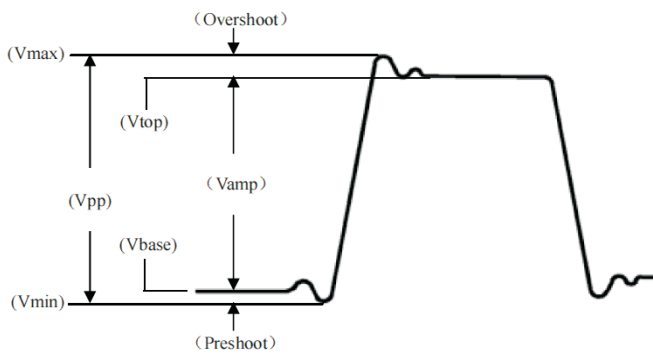 (Overshoot)
(Vmax)
(Vtop)
(Vamp)
(Vpp)
(Vbase)
(Vmin)
(Preshoot)